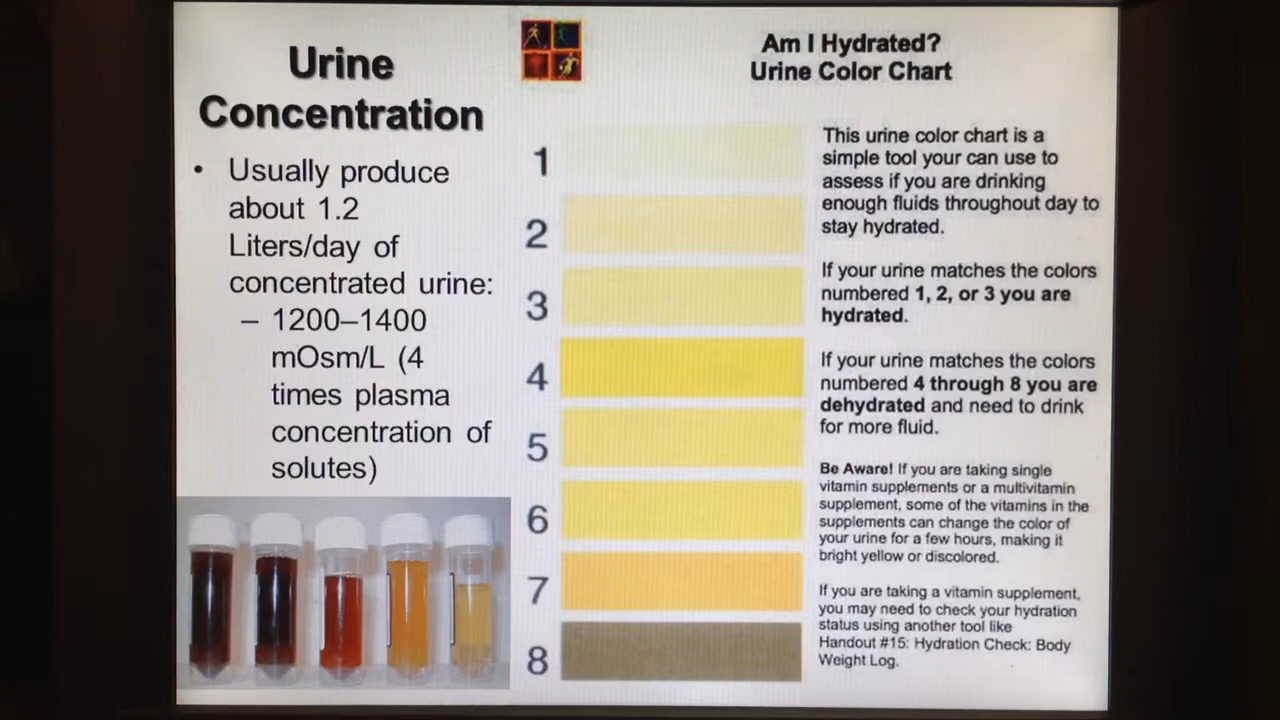 Urine
Concentration
• Usually produce
about 1.2
Liters/day of
concentrated urine:
– 1200–1400
mOsm/L (4
times plasma
concentration of
solutes)
Am I Hydrated?
Urine Color Chart
1
2
3
4
5
6
7
8
This urine color chart is a
simple tool your can use to
assess if you are drinking
enough fluids throughout day to
stay hydrated.
If your urine matches the colors
numbered 1, 2, or 3 you are
hydrated.
If your urine matches the colors
numbered 4 through 8 you are
dehydrated and need to drink
for more fluid.
Be Aware! If you are taking single
vitamin supplements or a multivitamin
supplement, some of the vitamins in the
supplements can change the color of
your urine for a few hours, making it
bright yellow or discolored.
If you are taking a vitamin supplement,
you may need to check your hydration
status using another tool like
Handout #15: Hydration Check: Body
Weight Log.